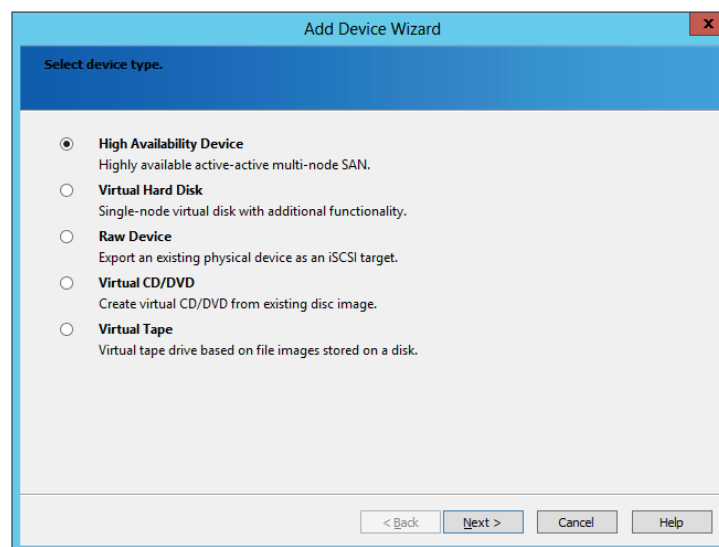 Add Device Wizard
x
Select device type.
High Availability Device
Highly available active-active multi-node SAN.
Virtual Hard Disk
Single-node virtual disk with additional functionality.
Raw Device
Export an existing physical device as an iSCSI target.
Virtual CD/DVD
Create virtual CD/DVD from existing disc image.
Virtual Tape
Virtual tape drive based on file images stored on a disk.
< Back Next > Cancel Help